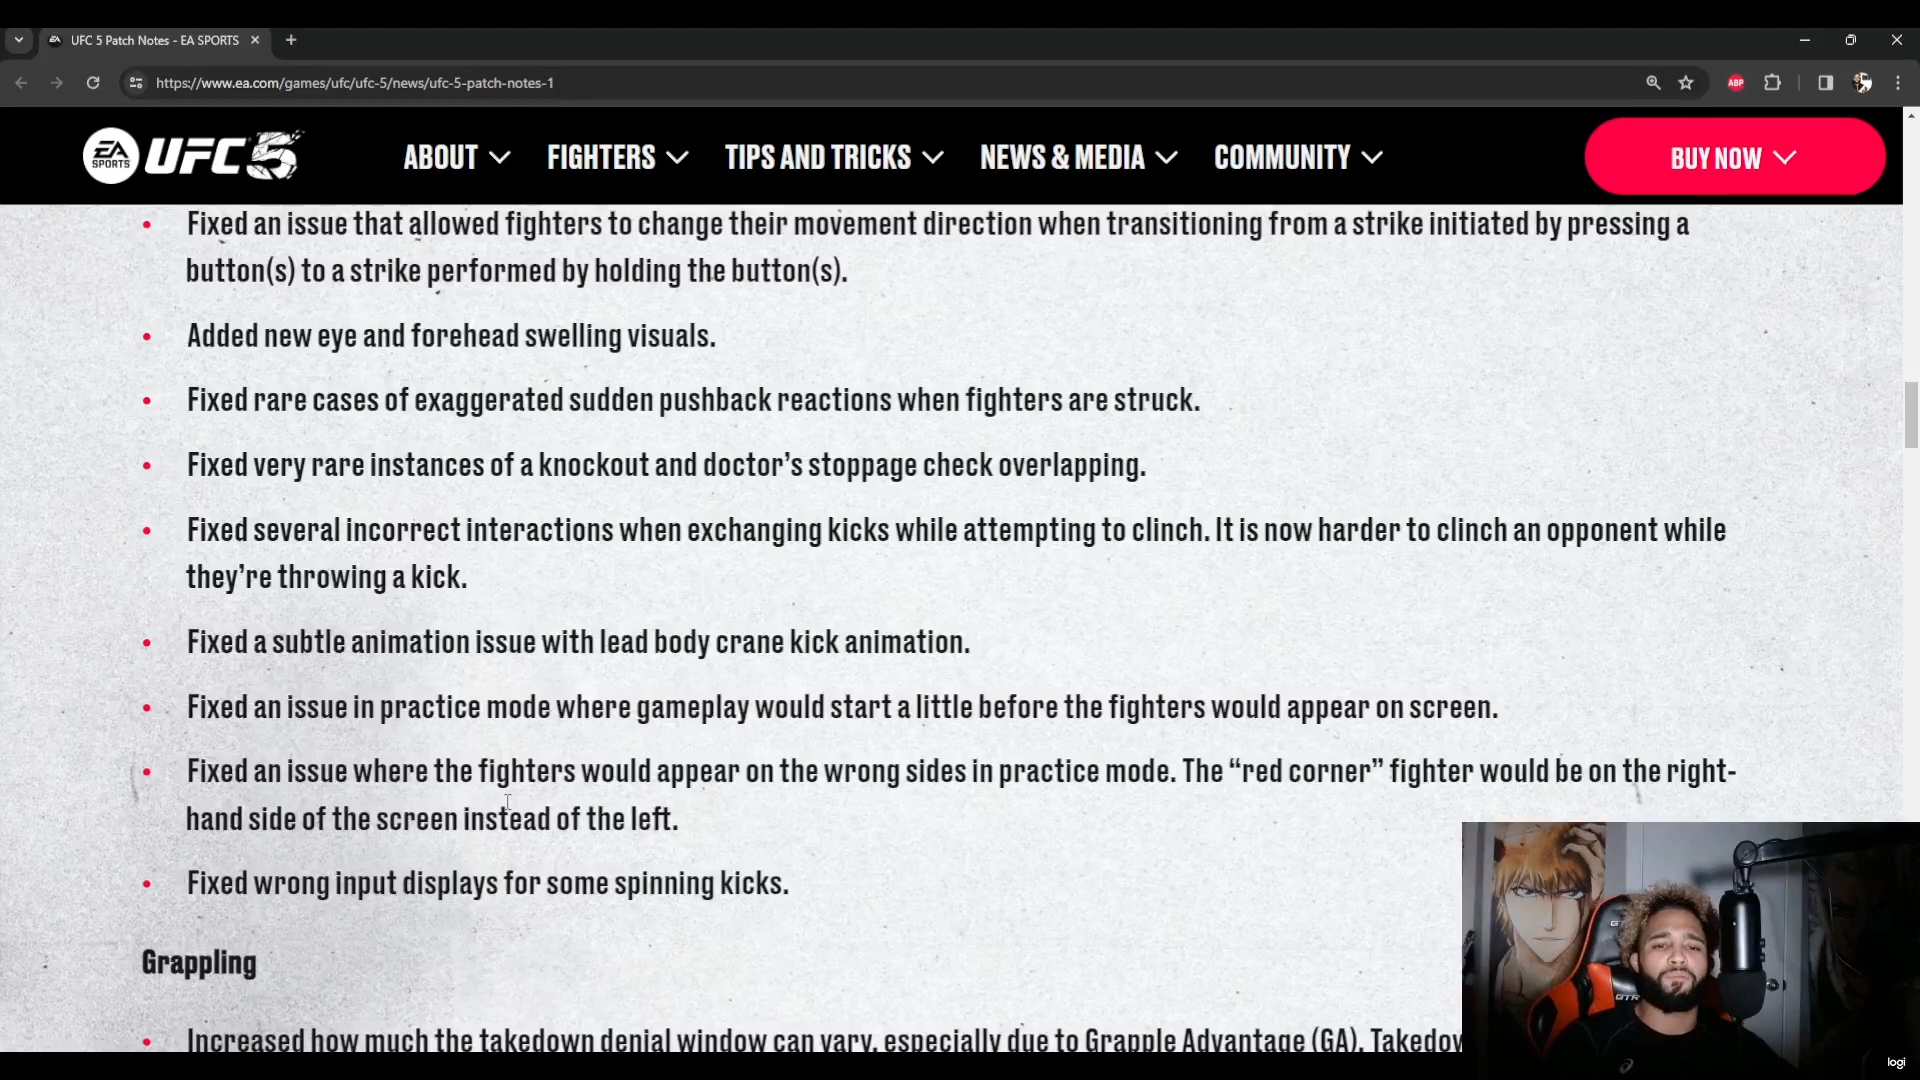 UFC 5 Patch Notes - EA SPORTS
https://www.ea.com/games/ufc/ufc-5/news/ufc-5-patch-notes-1
ABP
EA SPORTS UFC 5
ABOUT
FIGHTERS
TIPS AND TRICKS
NEWS & MEDIA
COMMUNITY
BUY NOW
• Fixed an issue that allowed fighters to change their movement direction when transitioning from a strike initiated by pressing a
button(s) to a strike performed by holding the button(s).
• Added new eye and forehead swelling visuals.
• Fixed rare cases of exaggerated sudden pushback reactions when fighters are struck.
• Fixed very rare instances of a knockout and doctor’s stoppage check overlapping.
• Fixed several incorrect interactions when exchanging kicks while attempting to clinch. It is now harder to clinch an opponent while
they’re throwing a kick.
• Fixed a subtle animation issue with lead body crane kick animation.
• Fixed an issue in practice mode where gameplay would start a little before the fighters would appear on screen.
• Fixed an issue where the fighters would appear on the wrong sides in practice mode. The “red corner” fighter would be on the right-
hand side of the screen instead of the left.
• Fixed wrong input displays for some spinning kicks.
Grappling
• Increased how much the takedown denial window can vary, especially due to Grapple Advantage (GA). Takedow
GTR
logi